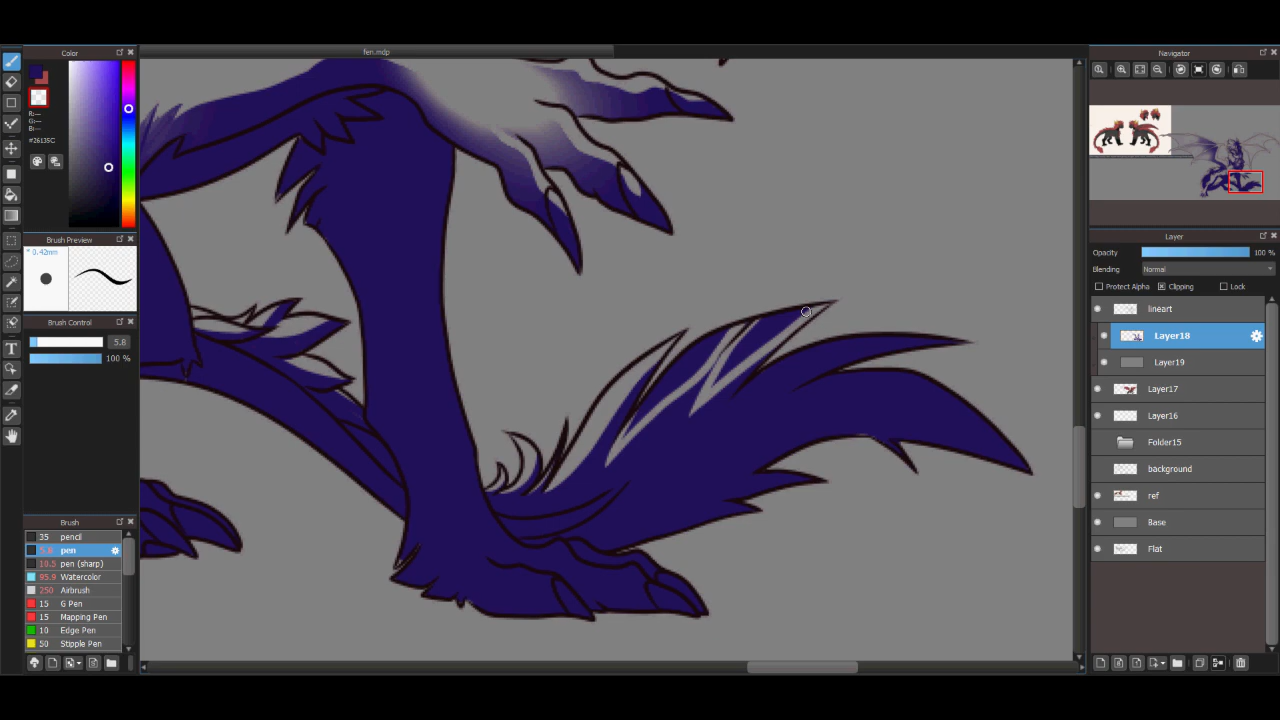 fen.mdp
Color
R:---
G:---
B:---
#26135C
Brush Preview
* 0.42mm
Brush Control
5.8
100 %
Brush
35 pencil
5.8 pen
10.5 pen (sharp)
95.9 Watercolor
250 Airbrush
15 G Pen
15 Mapping Pen
10 Edge Pen
50 Stipple Pen
Navigator
Layer
Opacity 100 %
Blending Normal
Protect Alpha Clipping Lock
lineart
Layer18
Layer19
Layer17
Layer16
Folder15
background
ref
Base
Flat